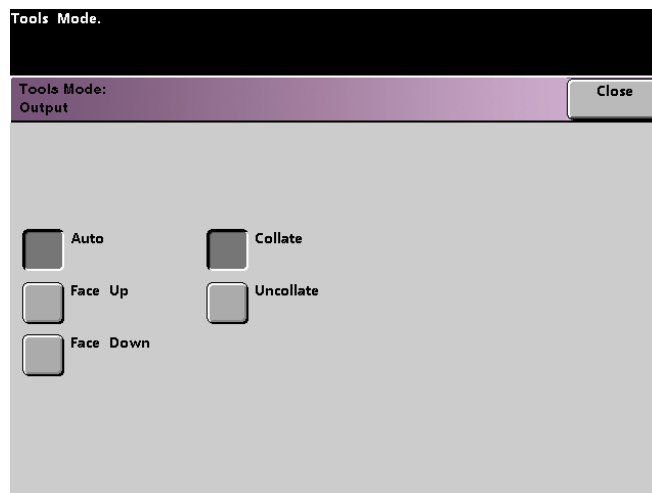 Tools Mode.
Tools Mode:
Output
Close
Auto
Collate
Face Up
Uncollate
Face Down